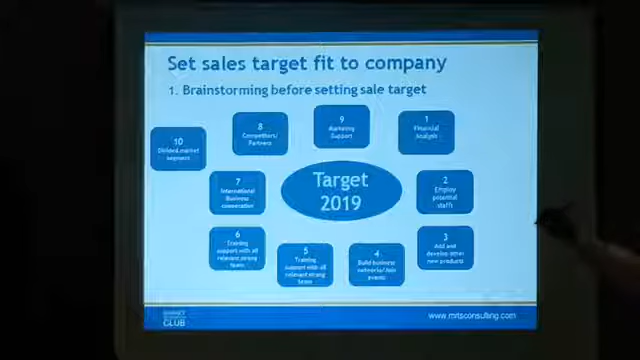 Set sales target fit to company
1. Brainstorming before setting sale target
9
Marketing
Support
8
Competitors/
Partners
1
Financial
Analysis
10
Divided market
segment
Target
2019
7
International
Business
cooperation
2
Employ
potential
staffs
6
Training
support with all
relevant strong
team
3
Add and
develop other
new products
5
Training
support with all
relevant strong
team
4
Build business
networks/ Join
events
CLUB
www.mitsconsulting.com